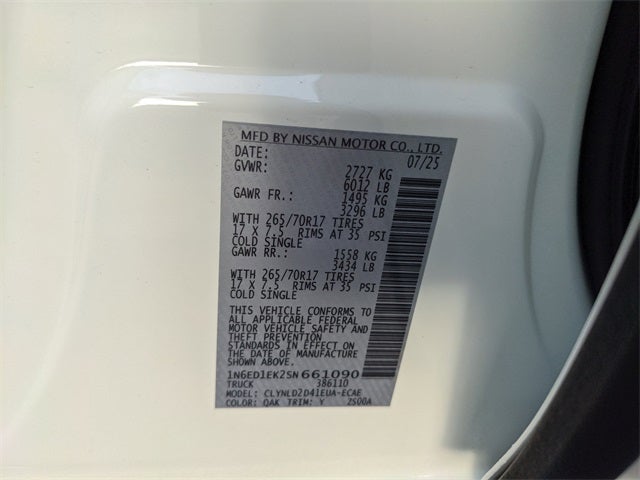 MFD BY NISSAN MOTOR CO., LTD.
DATE: 07/25
GVWR: 2727 KG
6012 LB
GAWR FR.: 1495 KG
3296 LB
WITH 265/70R17 TIRES
17 X 7.5 RIMS AT 35 PSI
COLD SINGLE
GAWR RR.: 1558 KG
3434 LB
WITH 265/70R17 TIRES
17 X 7.5 RIMS AT 35 PSI
COLD SINGLE
THIS VEHICLE CONFORMS TO
ALL APPLICABLE FEDERAL
MOTOR VEHICLE SAFETY AND
THEFT PREVENTION
STANDARDS IN EFFECT ON
THE DATE OF MANUFACTURE
SHOWN ABOVE.
1N6ED1EK2SN661090
TRUCK 386110
MODEL: CLYNLD2D41EUA-ECAE
COLOR: QAK TRIM: Y 2S00A